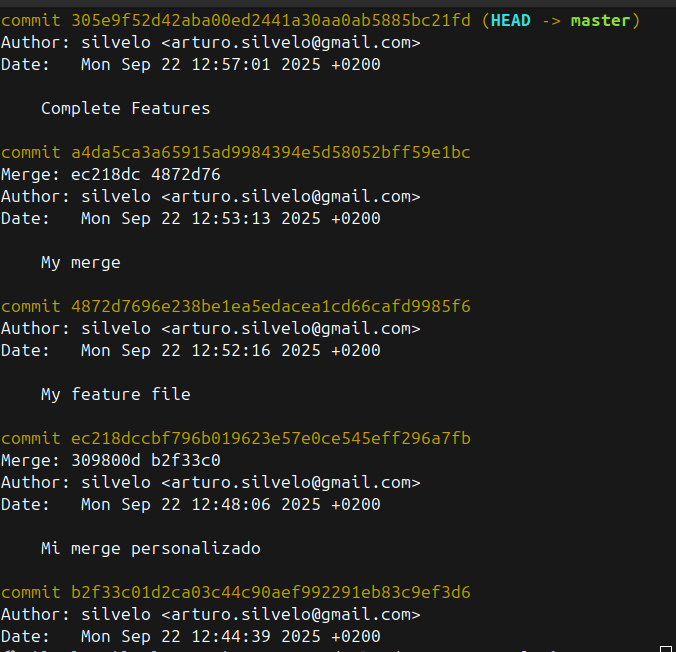 commit 305e9f52d42aba00ed2441a30aa0ab5885bc21fd (HEAD -> master)
Author: silvelo <arturo.silvelo@gmail.com>
Date:   Mon Sep 22 12:57:01 2025 +0200
    Complete Features
commit a4da5ca3a65915ad9984394e5d58052bff59e1bc
Merge: ec218dc 4872d76
Author: silvelo <arturo.silvelo@gmail.com>
Date:   Mon Sep 22 12:53:13 2025 +0200
    My merge
commit 4872d7696e238be1ea5edacea1cd66cafd9985f6
Author: silvelo <arturo.silvelo@gmail.com>
Date:   Mon Sep 22 12:52:16 2025 +0200
    My feature file
commit ec218dccbf796b019623e57e0ce545eff296a7fb
Merge: 309800d b2f33c0
Author: silvelo <arturo.silvelo@gmail.com>
Date:   Mon Sep 22 12:48:06 2025 +0200
    Mi merge personalizado
commit b2f33c01d2ca03c44c90aef992291eb83c9ef3d6
Author: silvelo <arturo.silvelo@gmail.com>
Date:   Mon Sep 22 12:44:39 2025 +0200